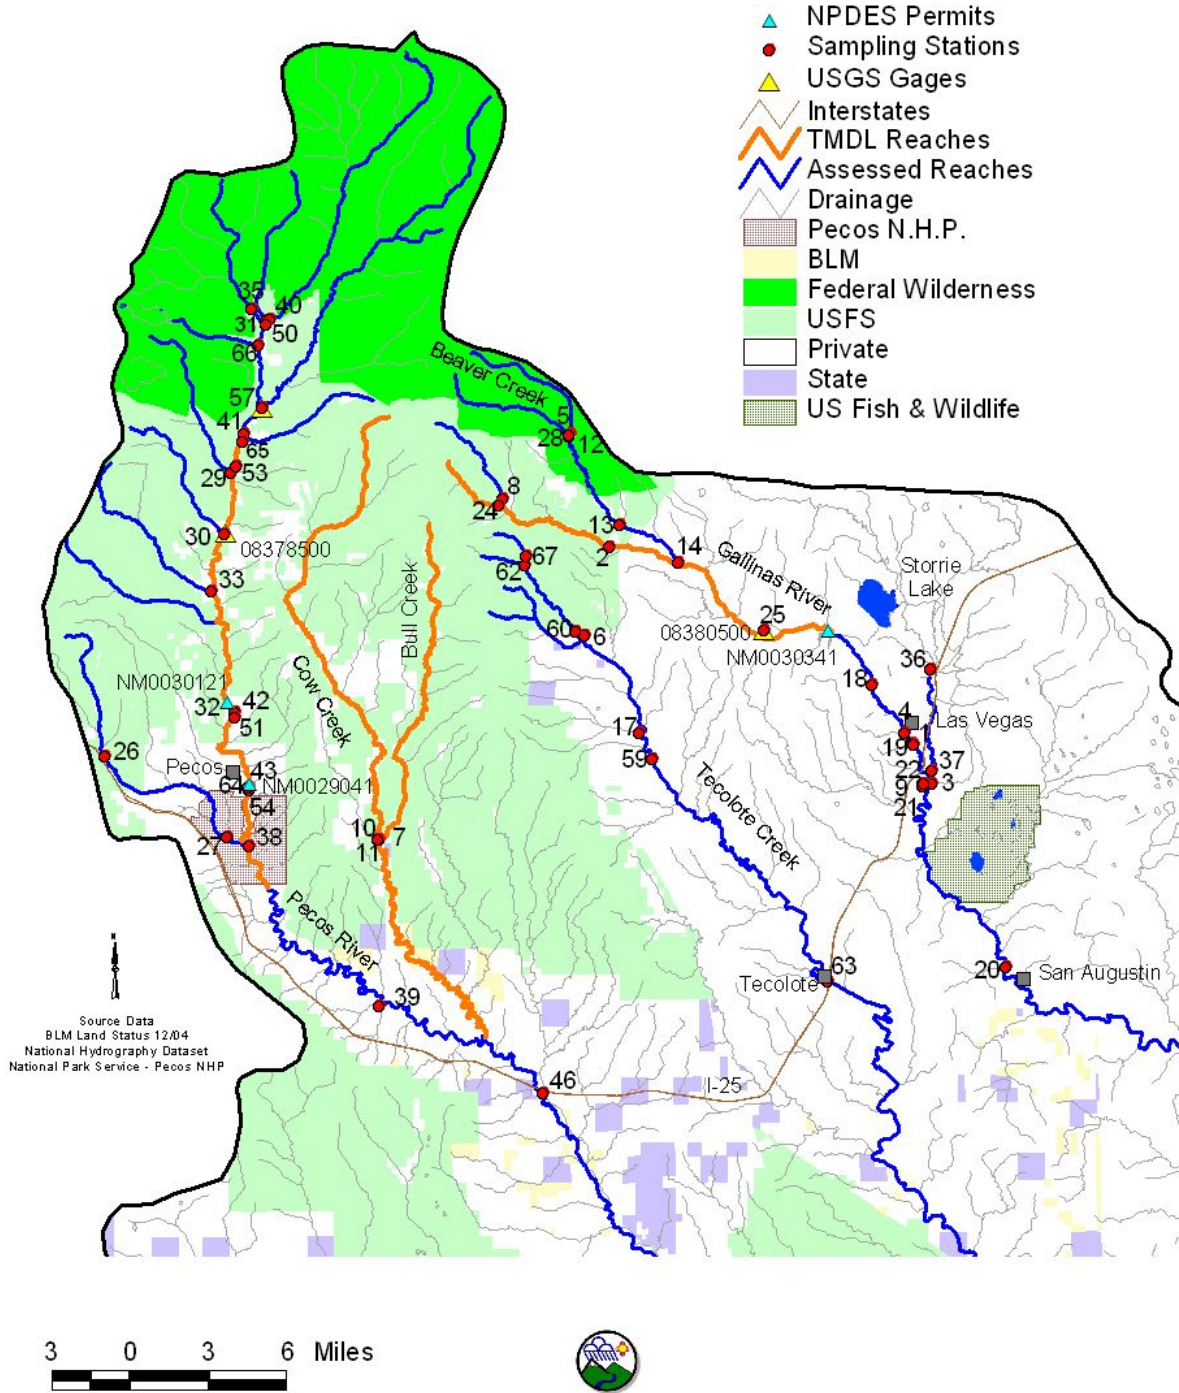 NPDES Permits
Sampling Stations
USGS Gages
Interstates
TMDL Reaches
Assessed Reaches
Drainage
Pecos N.H.P.
BLM
Federal Wilderness
USFS
Private
State
US Fish & Wildlife
35
40
31
50
66
Beaver Creek
57
41
5
28
12
65
53
29
8
24
30
08378500
13
2
14
67
62
Gallinas River
Storrie
Lake
33
Bull Creek
25
60
6
08380500
NM0030341
36
Cow Creek
18
NM0030121
32
42
51
4
Las Vegas
17
1
19
26
59
Pecos
43
37
64
NM0029041
22
3
54
9
21
Tecolote Creek
10
7
27
38
11
Pecos River
N
63
20
San Augustin
Tecolote
39
Source Data
BLM Land Status 12/04
National Hydrography Dataset
National Park Service - Pecos NHP
46
I-25
3 0 3 6 Miles